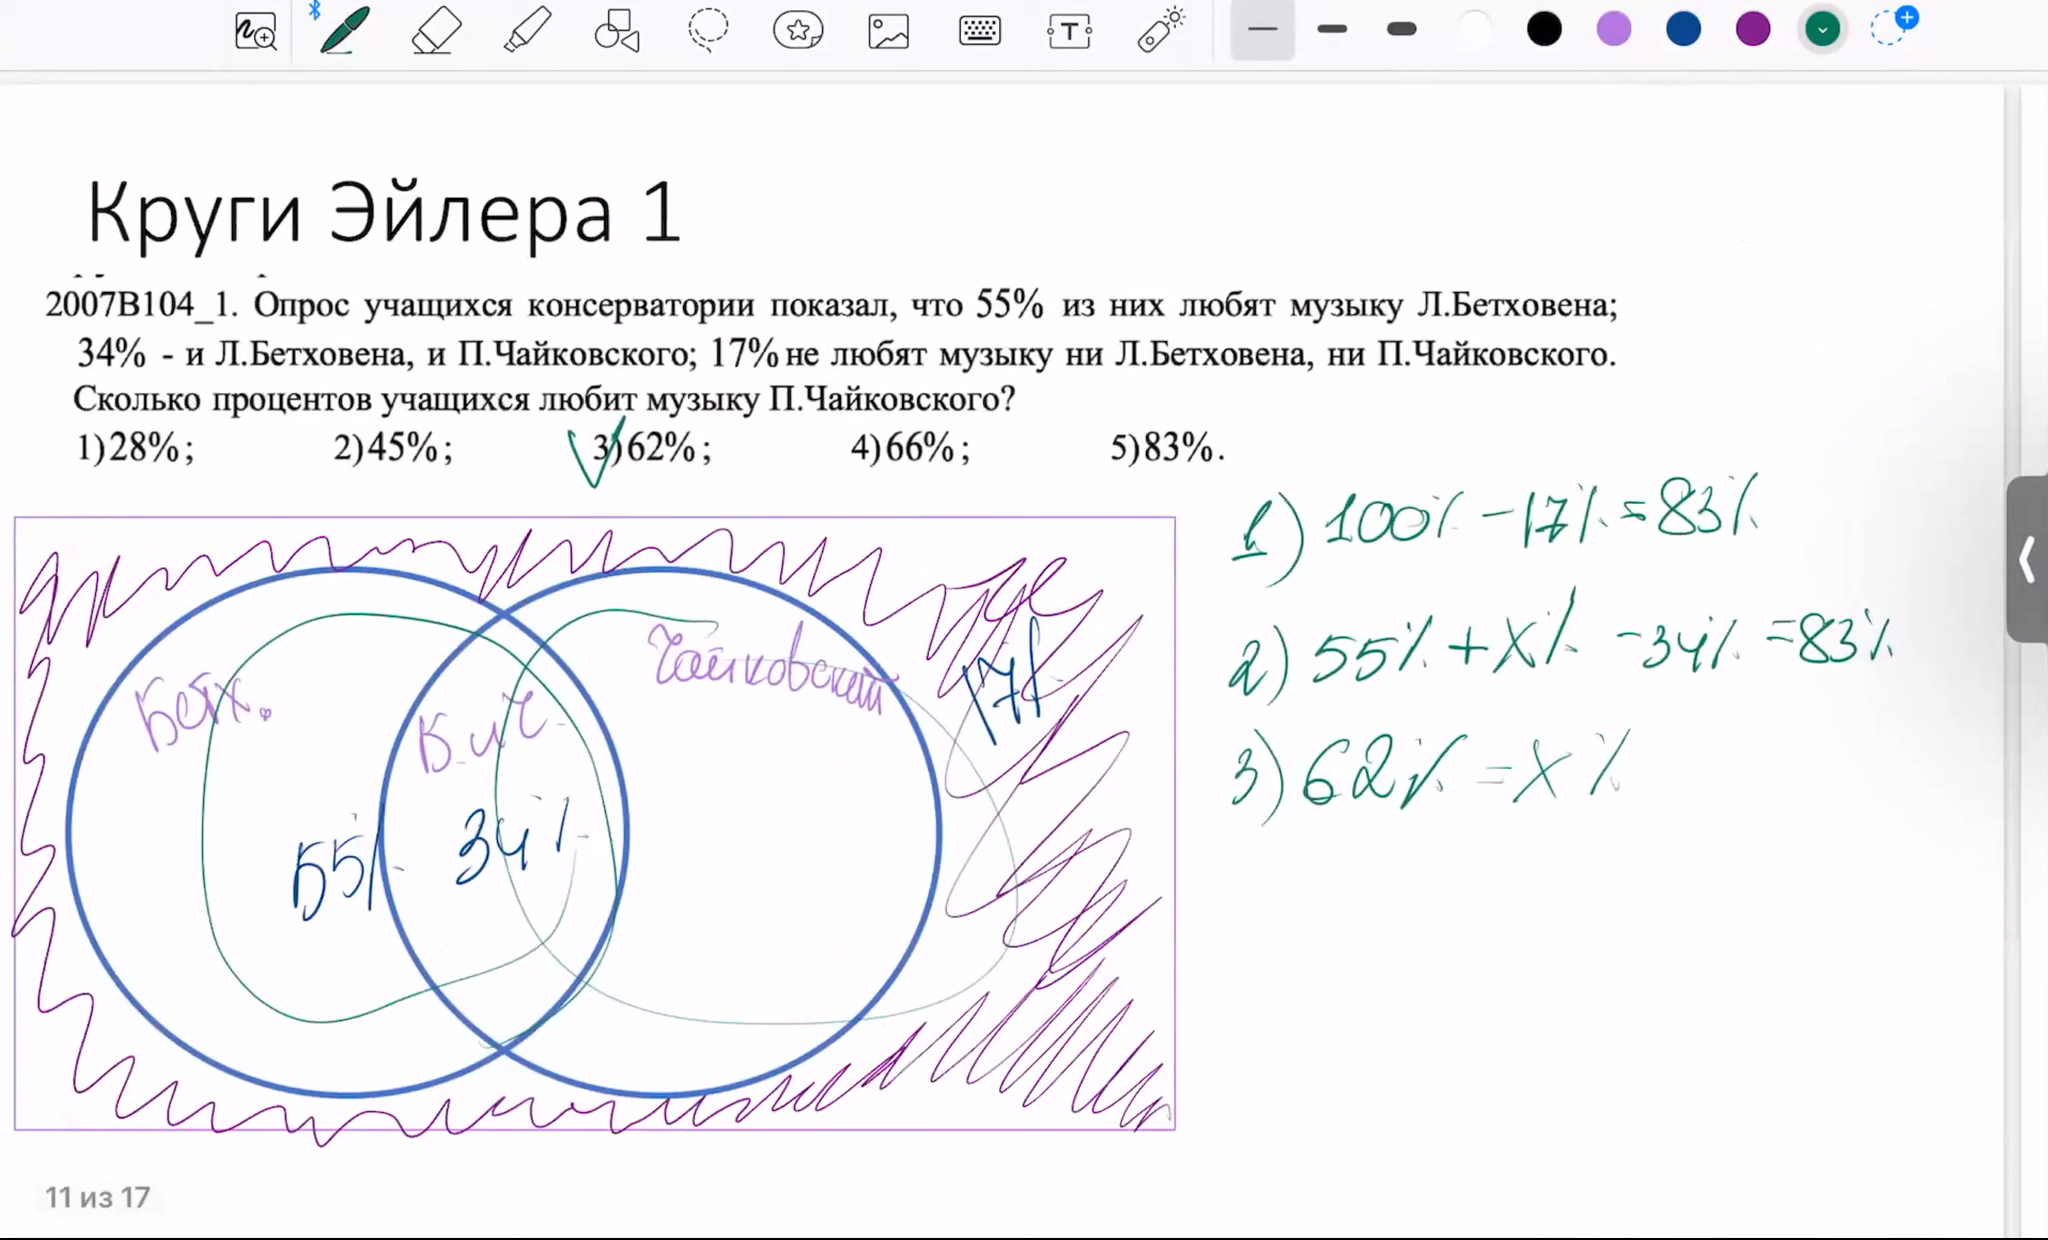 Круги Эйлера 1
2007В104_1. Опрос учащихся консерватории показал, что 55% из них любят музыку Л.Бетховена;
34% - и Л.Бетховена, и П.Чайковского; 17% не любят музыку ни Л.Бетховена, ни П.Чайковского.
Сколько процентов учащихся любит музыку П.Чайковского?
1)28%; 2)45%; 3)62%; 4)66%; 5)83%.
1) 100% - 17% = 83%
2) 55% + X% - 34% = 83%
3) 62% = X%
Бетх.
Б и Ч
Чайковский
17%
55%
34%
11 из 17